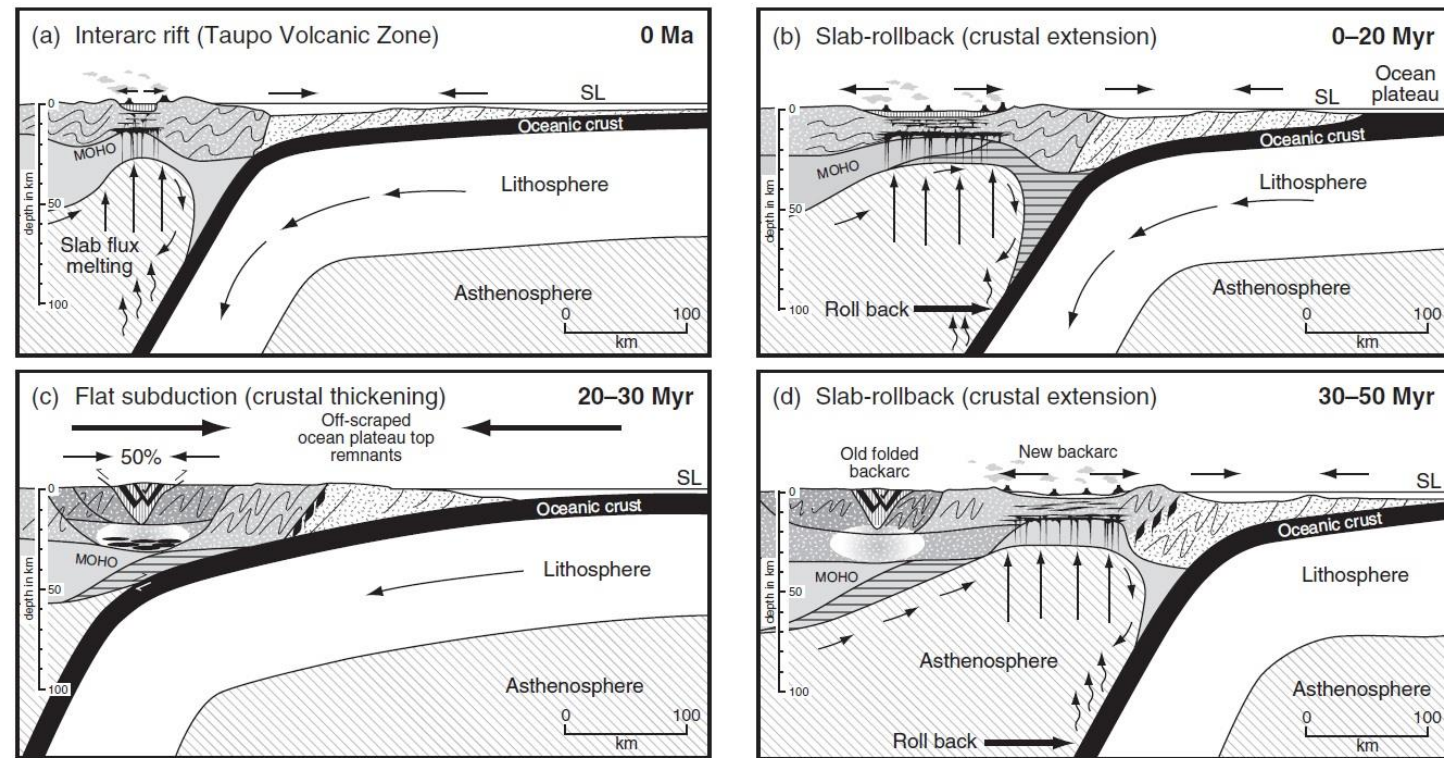 (a) Interarc rift (Taupo Volcanic Zone) 0 Ma
SL
0
Oceanic crust
MOHO
depth in km
Lithosphere
50
Slab flux
melting
Asthenosphere
100
0 100
km
(b) Slab-rollback (crustal extension) 0–20 Myr
Ocean
plateau
SL
0
Oceanic crust
MOHO
depth in km
Lithosphere
50
Asthenosphere
100
Roll back
0 100
km
(c) Flat subduction (crustal thickening) 20–30 Myr
Off-scraped
ocean plateau top
remnants
50%
SL
0
Oceanic crust
MOHO
depth in km
Lithosphere
50
Asthenosphere
100
0 100
km
(d) Slab-rollback (crustal extension) 30–50 Myr
Old folded
backarc
New backarc
SL
0
Oceanic crust
MOHO
depth in km
Lithosphere
50
Asthenosphere
100
Asthenosphere
0 100
km
Roll back